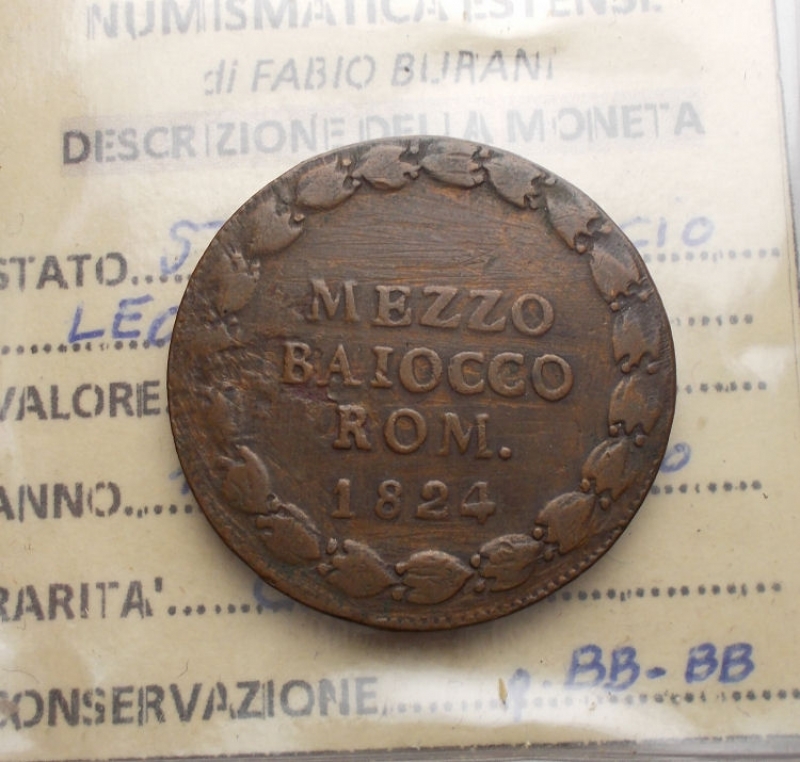 NUMISMATICA ESTENSE
di FABIO BURANI
DESCRIZIONE DELLA MONETA
STATO.....
VALORE
ANNO.....
RARITA'.....
CONSERVAZIONE..... q.BB-BB
MEZZO
BAIOCCO
ROM.
1824